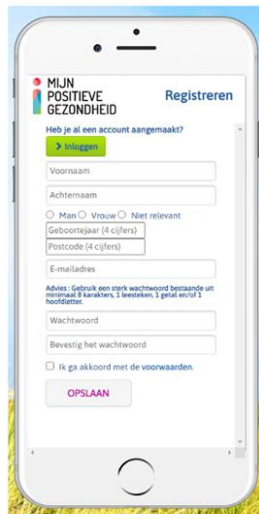 MIJN
POSITIEVE
GEZONDHEID
Registreren
Heb je al een account aangemaakt?
> Inloggen
Voornaam
Achternaam
Man Vrouw Niet relevant
Geboortejaar (4 cijfers)
Postcode (4 cijfers)
E-mailadres
Advies : Gebruik een sterk wachtwoord bestaande uit
minimaal 8 karakters, 1 leesteken, 1 getal en/of 1
hoofdletter.
Wachtwoord
Bevestig het wachtwoord
Ik ga akkoord met de voorwaarden.
OPSLAAN